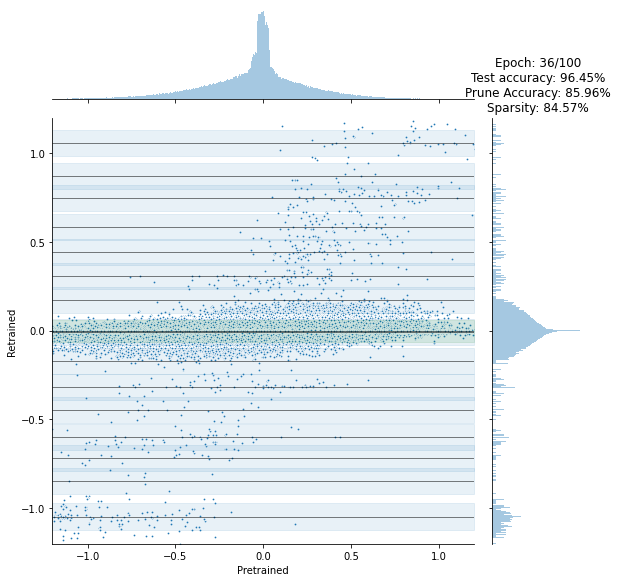 Epoch: 36/100
Test accuracy: 96.45%
Prune Accuracy: 85.96%
Sparsity: 84.57%
1.0
0.5
0.0
−0.5
−1.0
Retrained
−1.0 −0.5 0.0 0.5 1.0
Pretrained